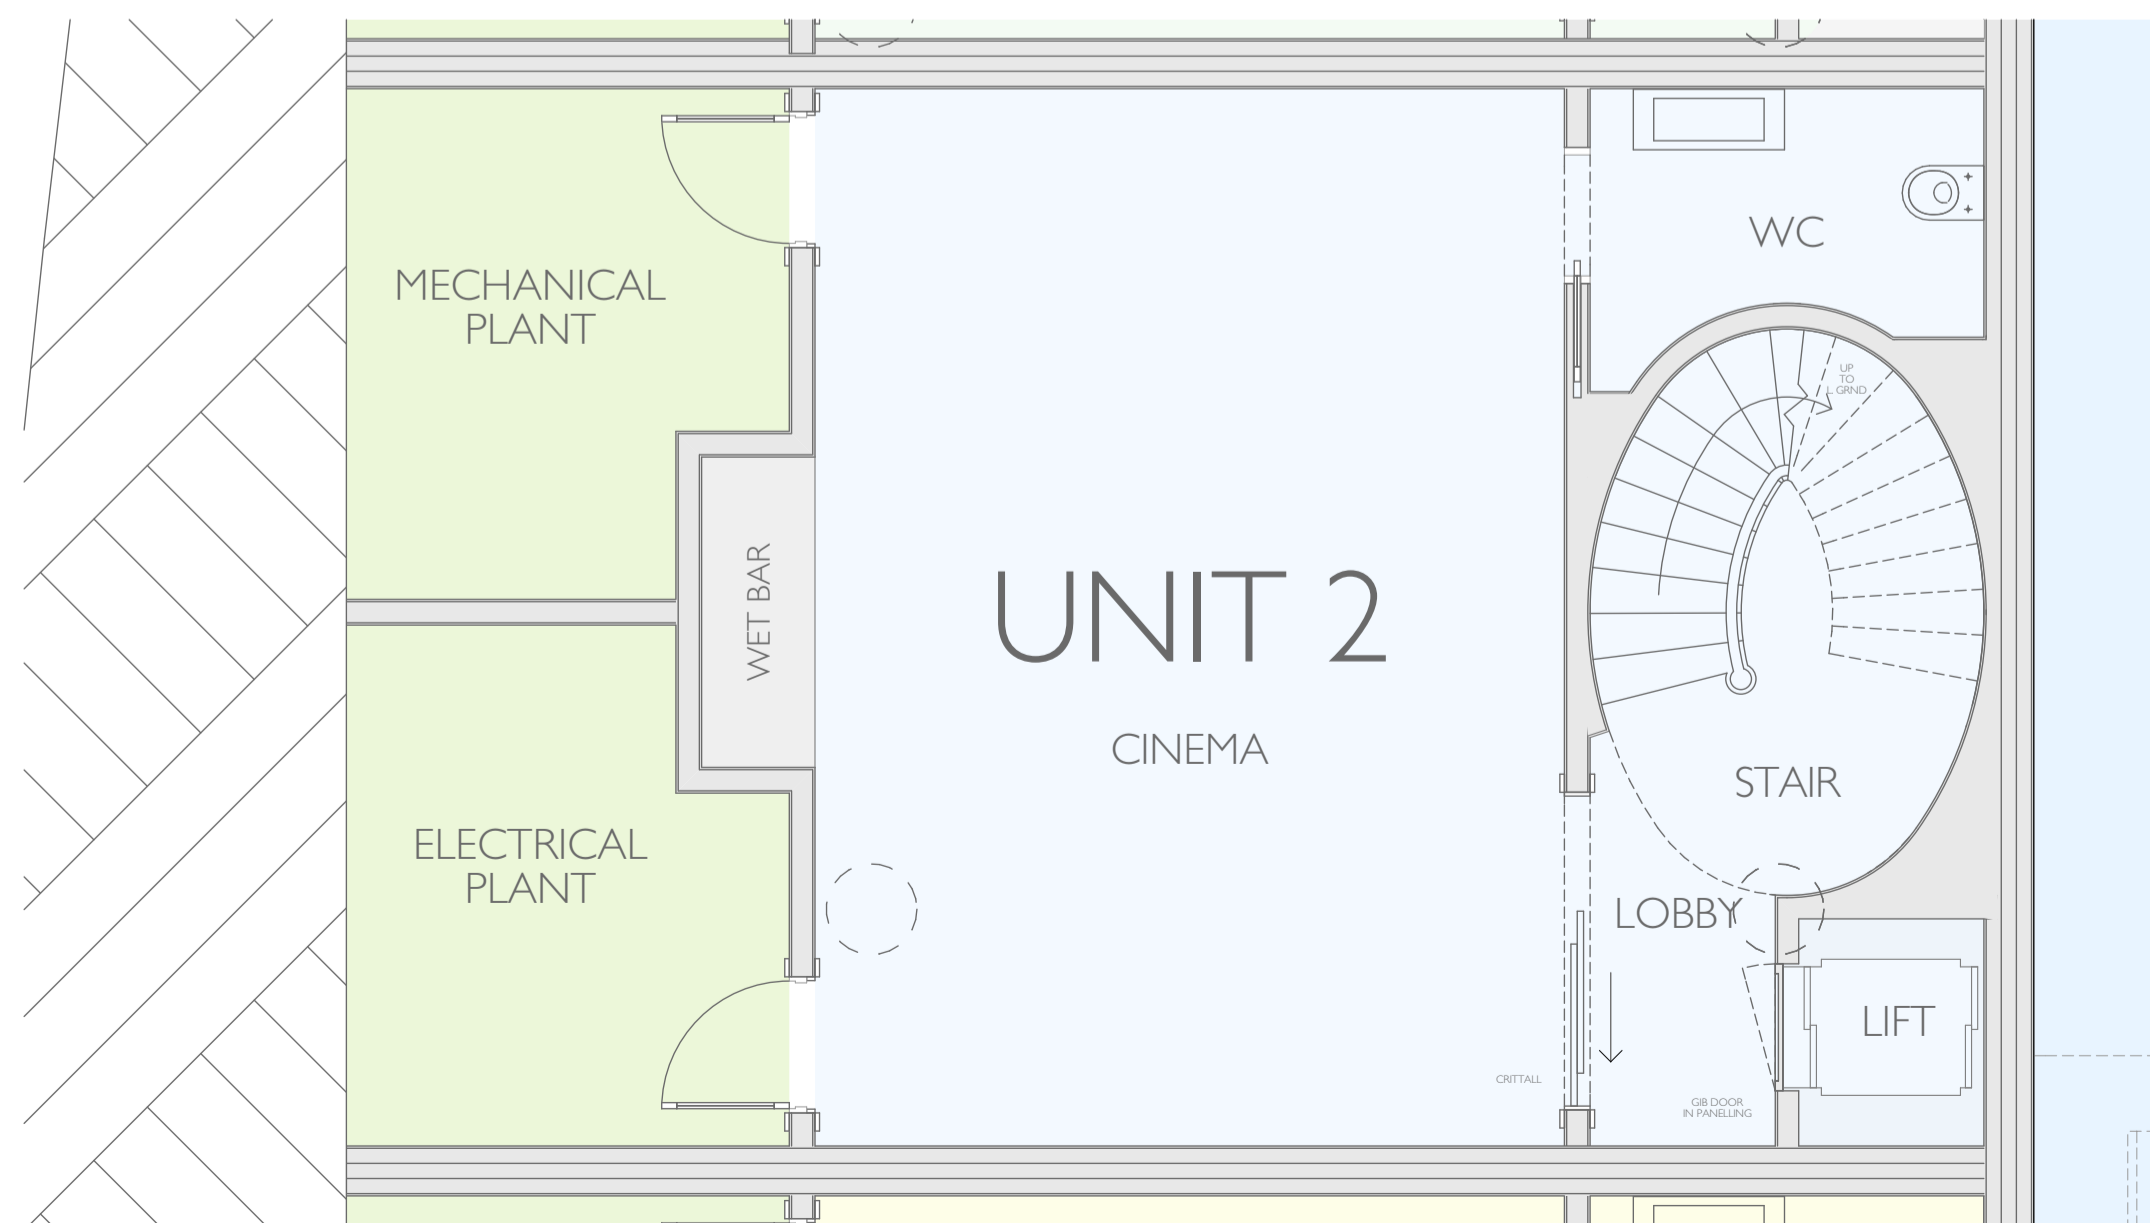 WC
MECHANICAL
PLANT
UP
TO
L GRND
WET BAR
UNIT 2
CINEMA
STAIR
ELECTRICAL
PLANT
LOBBY
LIFT
CRITTALL
GIB DOOR
IN PANELLING